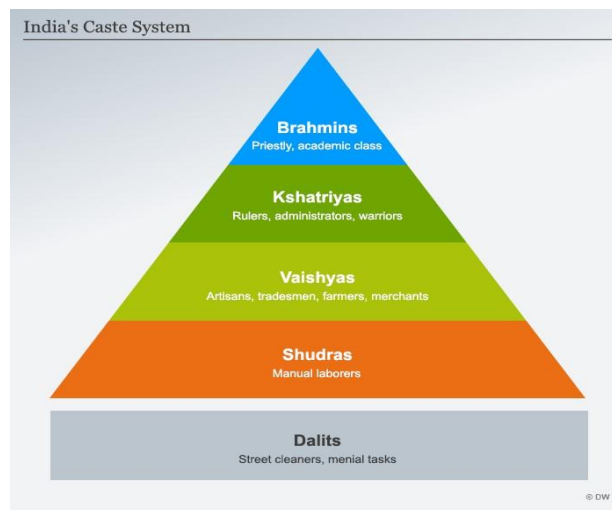 India's Caste System
Brahmins
Priestly, academic class
Kshatriyas
Rulers, administrators, warriors
Vaishyas
Artisans, tradesmen, farmers, merchants
Shudras
Manual laborers
Dalits
Street cleaners, menial tasks
© DW